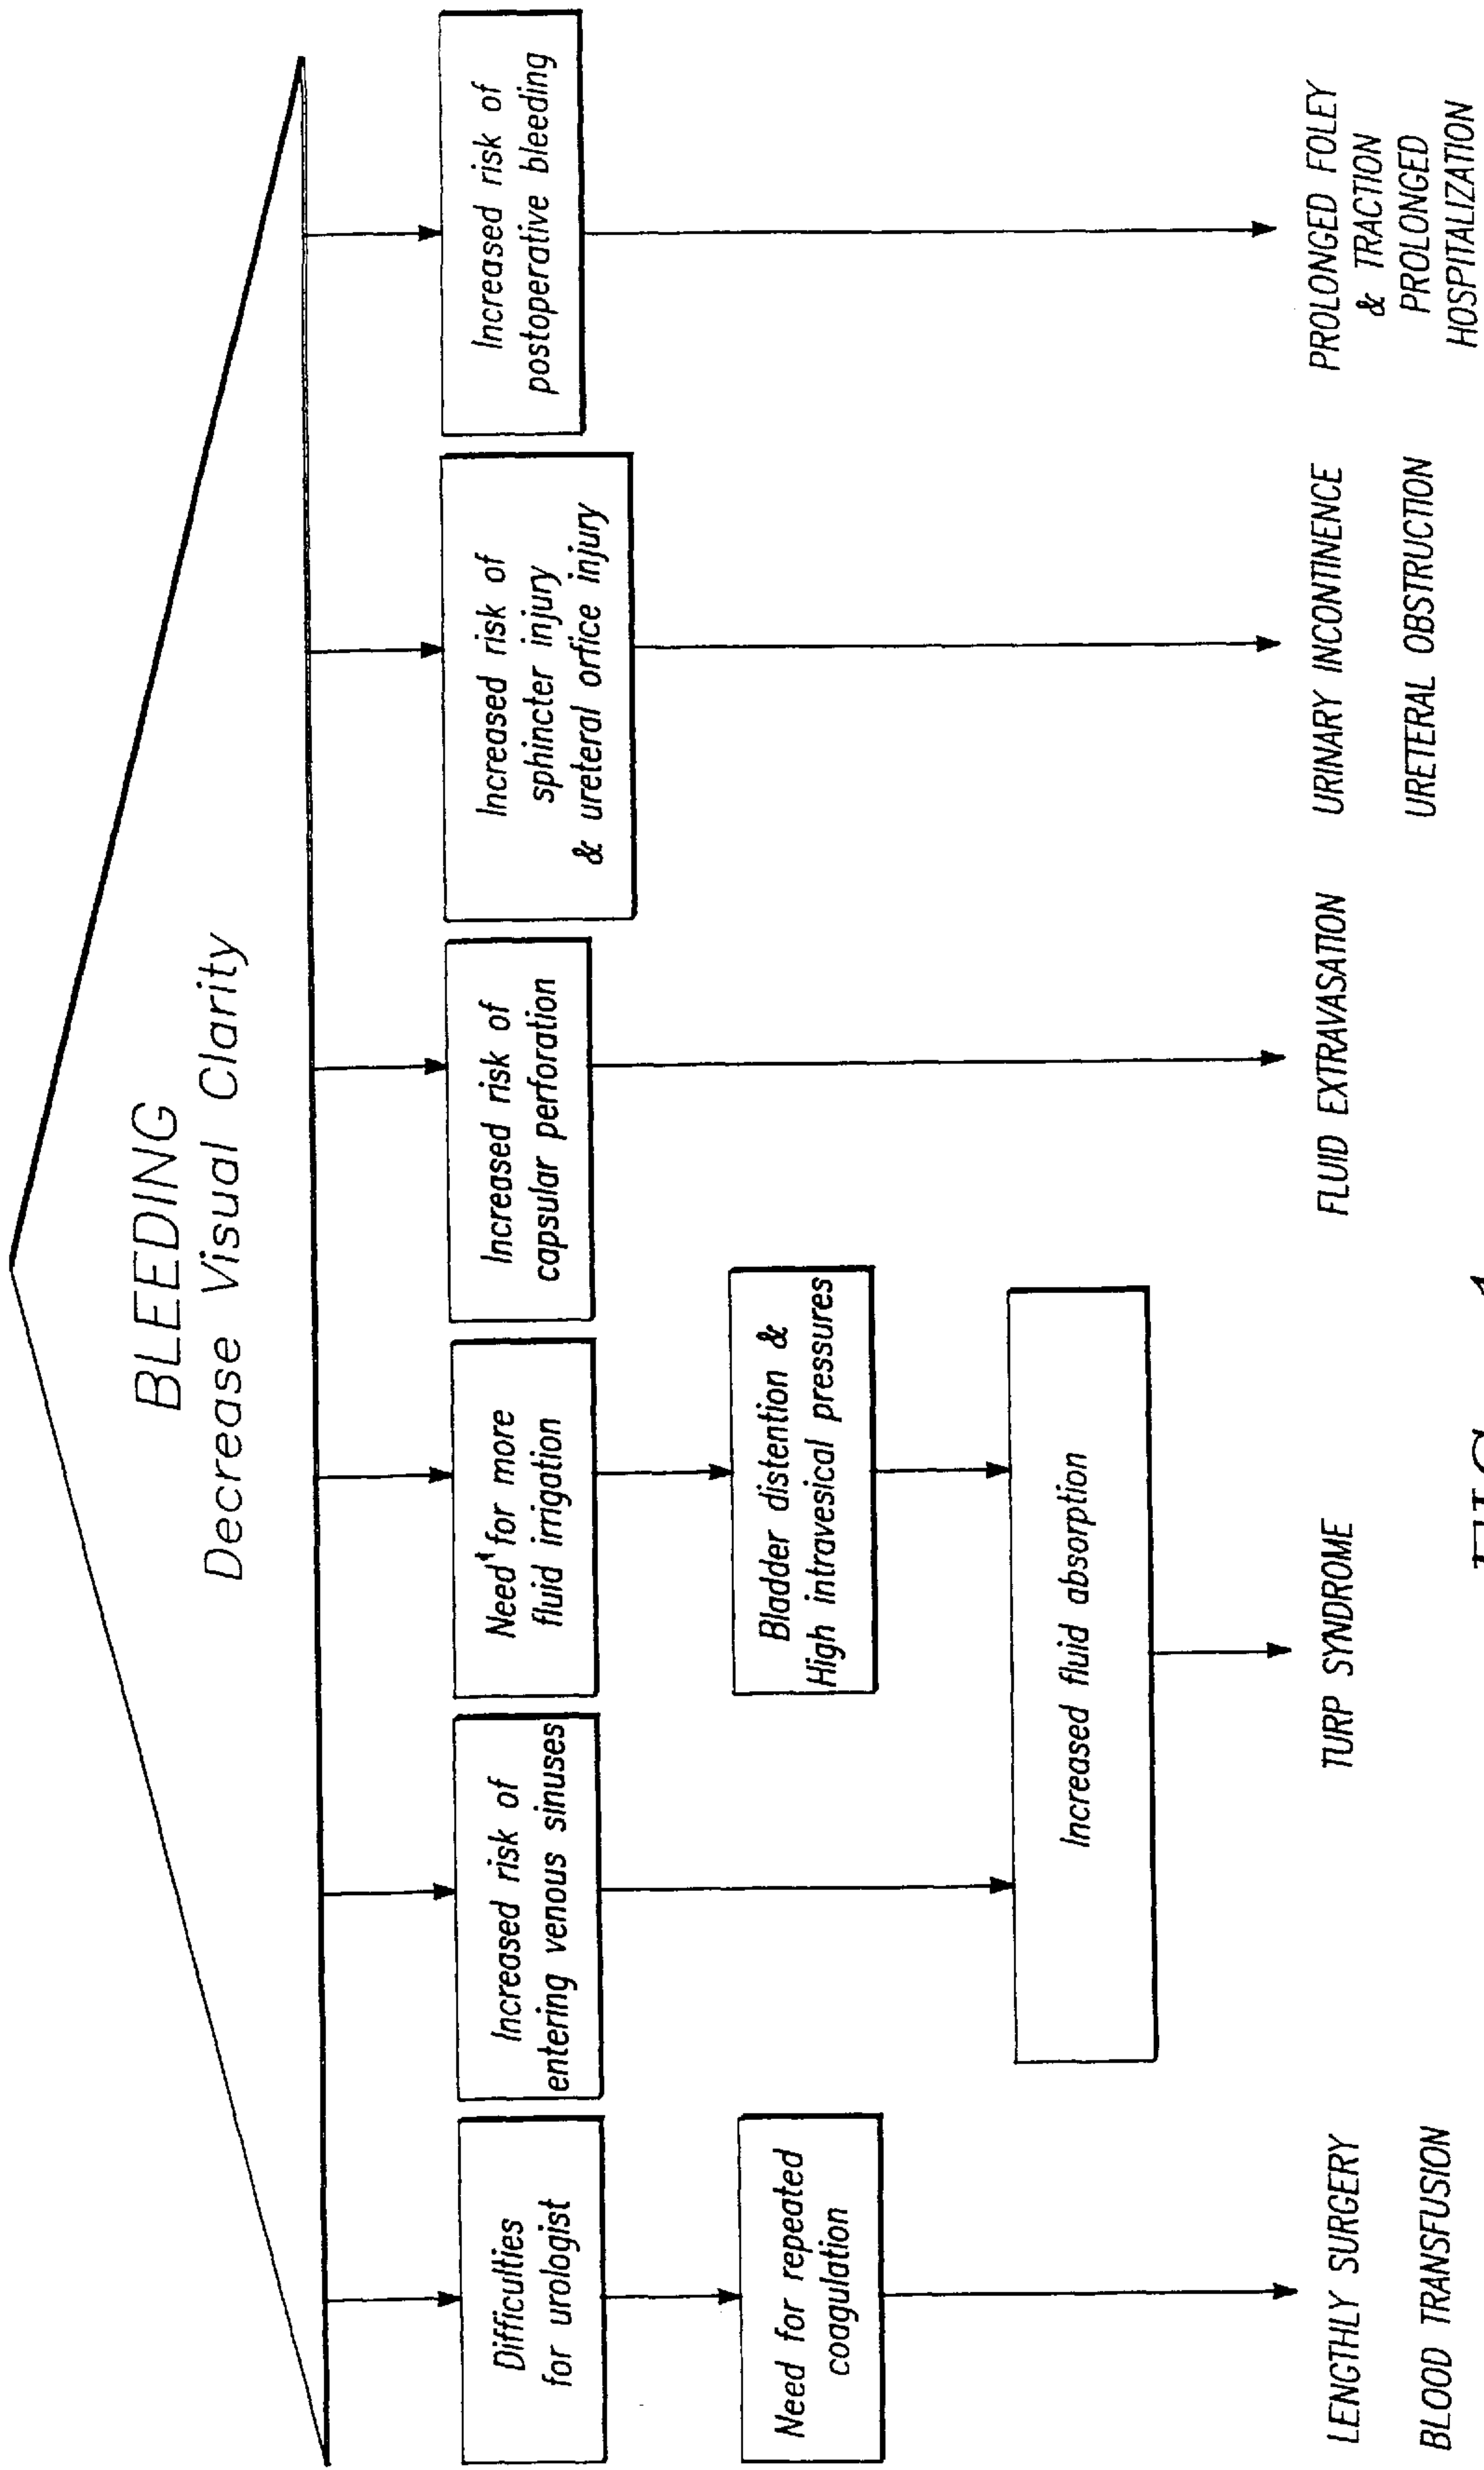 BLEEDING
Decrease Visual Clarity
Difficulties
for urologist
Increased risk of
entering venous sinuses
Need for more
fluid irrigation
Increased risk of
capsular perforation
Increased risk of
sphincter injury
& ureteral orfice injury
Increased risk of
postoperative bleeding
Need for repeated
coagulation
Bladder distention &
High intravesical pressures
Increased fluid absorption
LENGTHLY SURGERY
BLOOD TRANSFUSION
TURP SYNDROME
FLUID EXTRAVASATION
URINARY INCONTINENCE
URETERAL OBSTRUCTION
PROLONGED FOLEY
& TRACTION
PROLONGED
HOSPITALIZATION